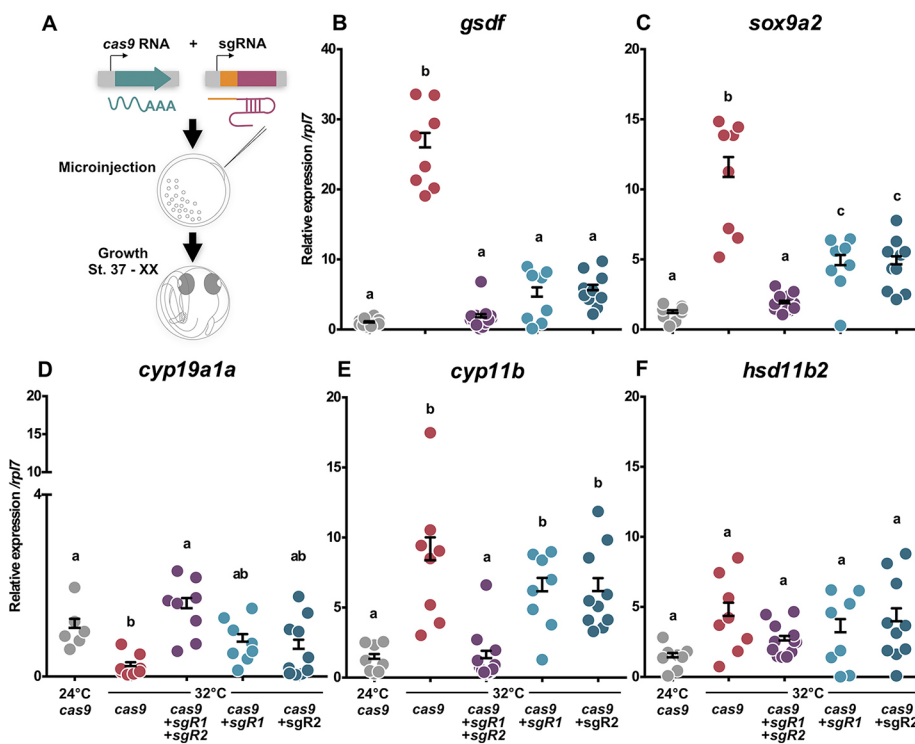 A
cas9 RNA + sgRNA
AAA
Microinjection
Growth
St. 37 - XX
B
gsdf
Relative expression /rpl7
40
30
20
10
0
a
b
a
a
a
C
sox9a2
20
15
10
5
0
a
b
a
c
c
D
cyp19a1a
Relative expression /rpl7
20
15
10
4
2
0
a
b
a
ab
ab
24°C
32°C
cas9
cas9
cas9
+sgR1
+sgR2
cas9
+sgR1
cas9
+sgR2
E
cyp11b
20
15
10
5
0
a
b
a
b
b
24°C
32°C
cas9
cas9
cas9
+sgR1
+sgR2
cas9
+sgR1
cas9
+sgR2
F
hsd11b2
20
15
10
5
0
a
a
a
a
a
24°C
32°C
cas9
cas9
cas9
+sgR1
+sgR2
cas9
+sgR1
cas9
+sgR2